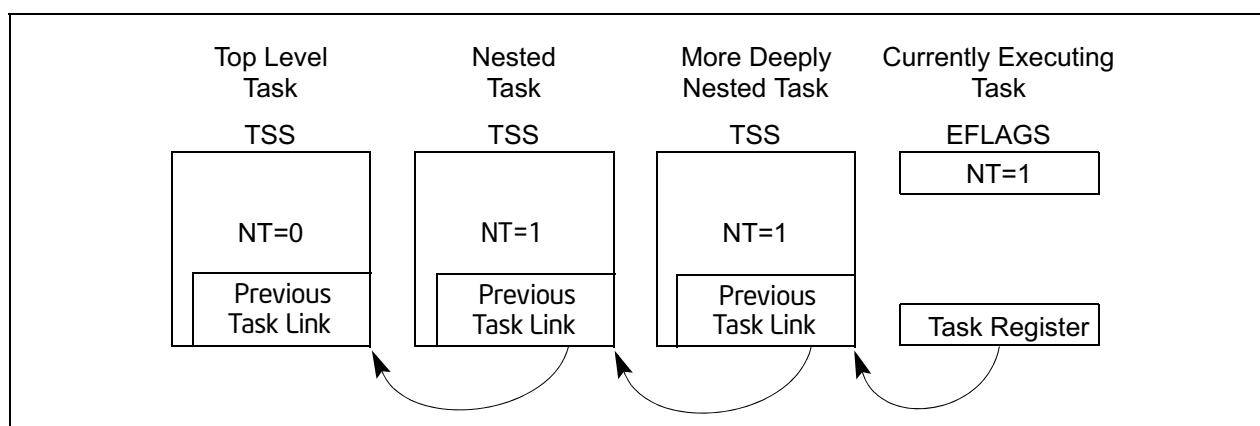 Top Level
Task
TSS
NT=0
Previous
Task Link
Nested
Task
TSS
NT=1
Previous
Task Link
More Deeply
Nested Task
TSS
NT=1
Previous
Task Link
Currently Executing
Task
EFLAGS
NT=1
Task Register